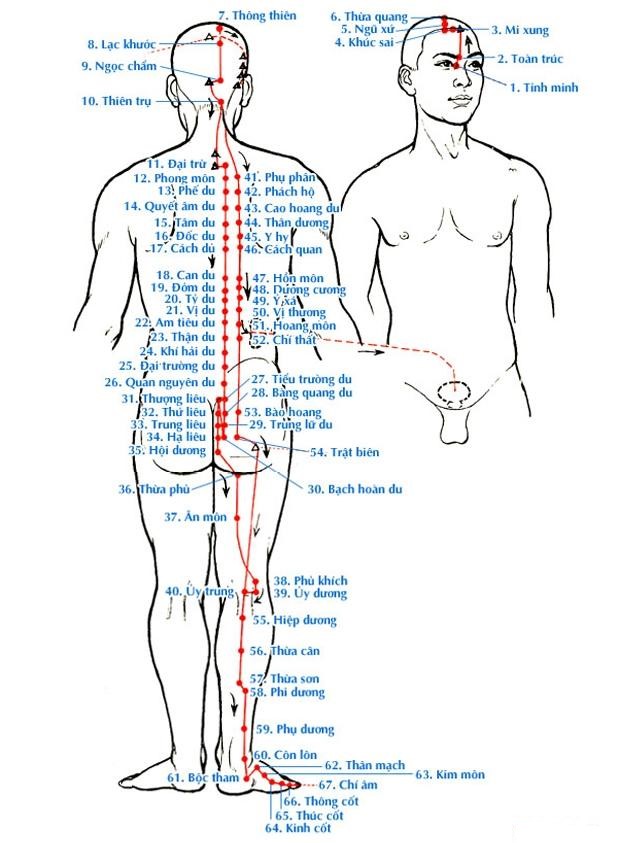 7. Thông thiên
8. Lạc khước
9. Ngọc chẩm
10. Thiên trụ
6. Thừa quang
5. Ngũ xứ
4. Khúc sai
3. Mi xung
2. Toàn trúc
1. Tinh minh
11. Đại trữ
12. Phong môn
13. Phế du
14. Quyết âm du
15. Tâm du
16. Đốc du
17. Cách du
18. Can du
19. Đởm du
20. Tỳ du
21. Vị du
22. Am tiêu du
23. Thận du
24. Khí hải du
25. Đại trường du
26. Quan nguyên du
41. Phụ phân
42. Phách hộ
43. Cao hoang du
44. Thần đương
45. Y hy
46. Cách quan
47. Hồn môn
48. Dương cương
49. Ý xá
50. Vị thương
51. Hoang môn
52. Chí thất
27. Tiểu trường du
28. Bàng quang du
31. Thượng liêu
32. Thứ liêu
33. Trung liêu
34. Hạ liêu
35. Hội dương
53. Bào hoang
29. Trung lữ du
54. Trật biên
36. Thừa phù
30. Bạch hoàn du
37. Ân môn
38. Phù khích
39. Ủy dương
40. Ủy trung
55. Hiệp dương
56. Thừa cân
57. Thừa sơn
58. Phi dương
59. Phụ dương
60. Côn lôn
61. Bộc tham
62. Thân mạch
63. Kim môn
67. Chí âm
66. Thông cốt
65. Thúc cốt
64. Kinh cốt